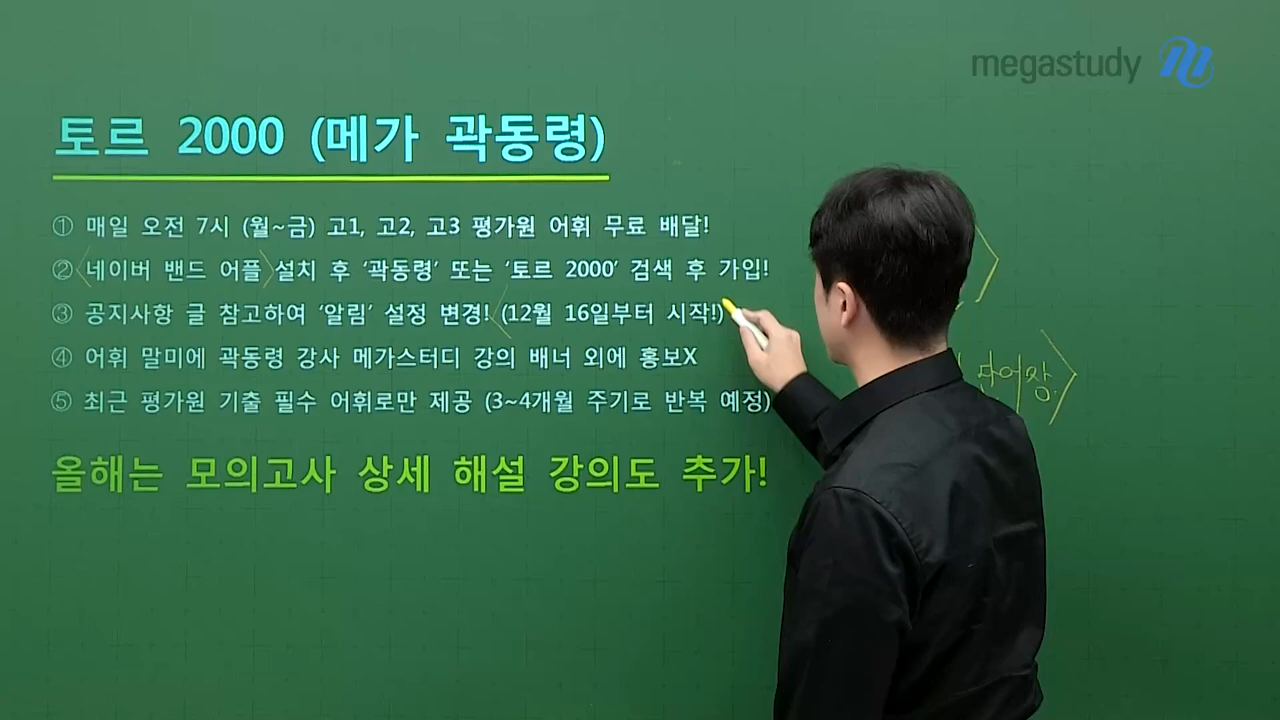 megastudy
토르 2000 (메가 곽동령)
① 매일 오전 7시 (월~금) 고1, 고2, 고3 평가원 어휘 무료 배달!
② 네이버 밴드 어플 설치 후 '곽동령' 또는 '토르 2000' 검색 후 가입!
③ 공지사항 글 참고하여 '알림' 설정 변경! (12월 16일부터 시작!)
④ 어휘 말미에 곽동령 강사 메가스터디 강의 배너 외에 홍보X
⑤ 최근 평가원 기출 필수 어휘로만 제공 (3~4개월 주기로 반복 예정)
올해는 모의고사 상세 해설 강의도 추가!